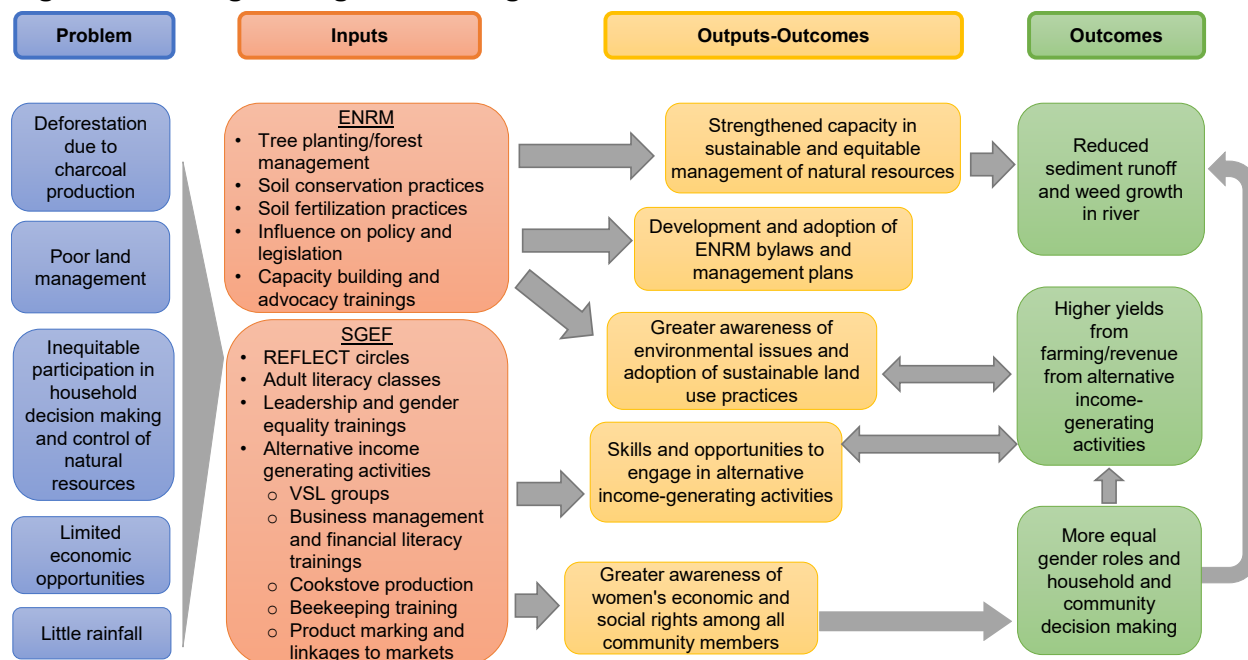 Problem
Inputs
Outputs-Outcomes
Outcomes
Deforestation
due to
charcoal
production
Poor land
management
Inequitable
participation in
household
decision making
and control of
natural
resources
Limited
economic
opportunities
Little rainfall
ENRM
• Tree planting/forest
management
• Soil conservation practices
• Soil fertilization practices
• Influence on policy and
legislation
• Capacity building and
advocacy trainings
SGEF
• REFLECT circles
• Adult literacy classes
• Leadership and gender
equality trainings
• Alternative income
generating activities
o VSL groups
o Business management
and financial literacy
trainings
o Cookstove production
o Beekeeping training
o Product marking and
linkages to markets
Strengthened capacity in
sustainable and equitable
management of natural resources
Development and adoption of
ENRM bylaws and
management plans
Greater awareness of
environmental issues and
adoption of sustainable land
use practices
Skills and opportunities to
engage in alternative
income-generating activities
Greater awareness of
women's economic and
social rights among all
community members
Reduced
sediment runoff
and weed growth
in river
Higher yields
from
farming/revenue
from alternative
income-
generating
activities
More equal
gender roles and
household and
community
decision making